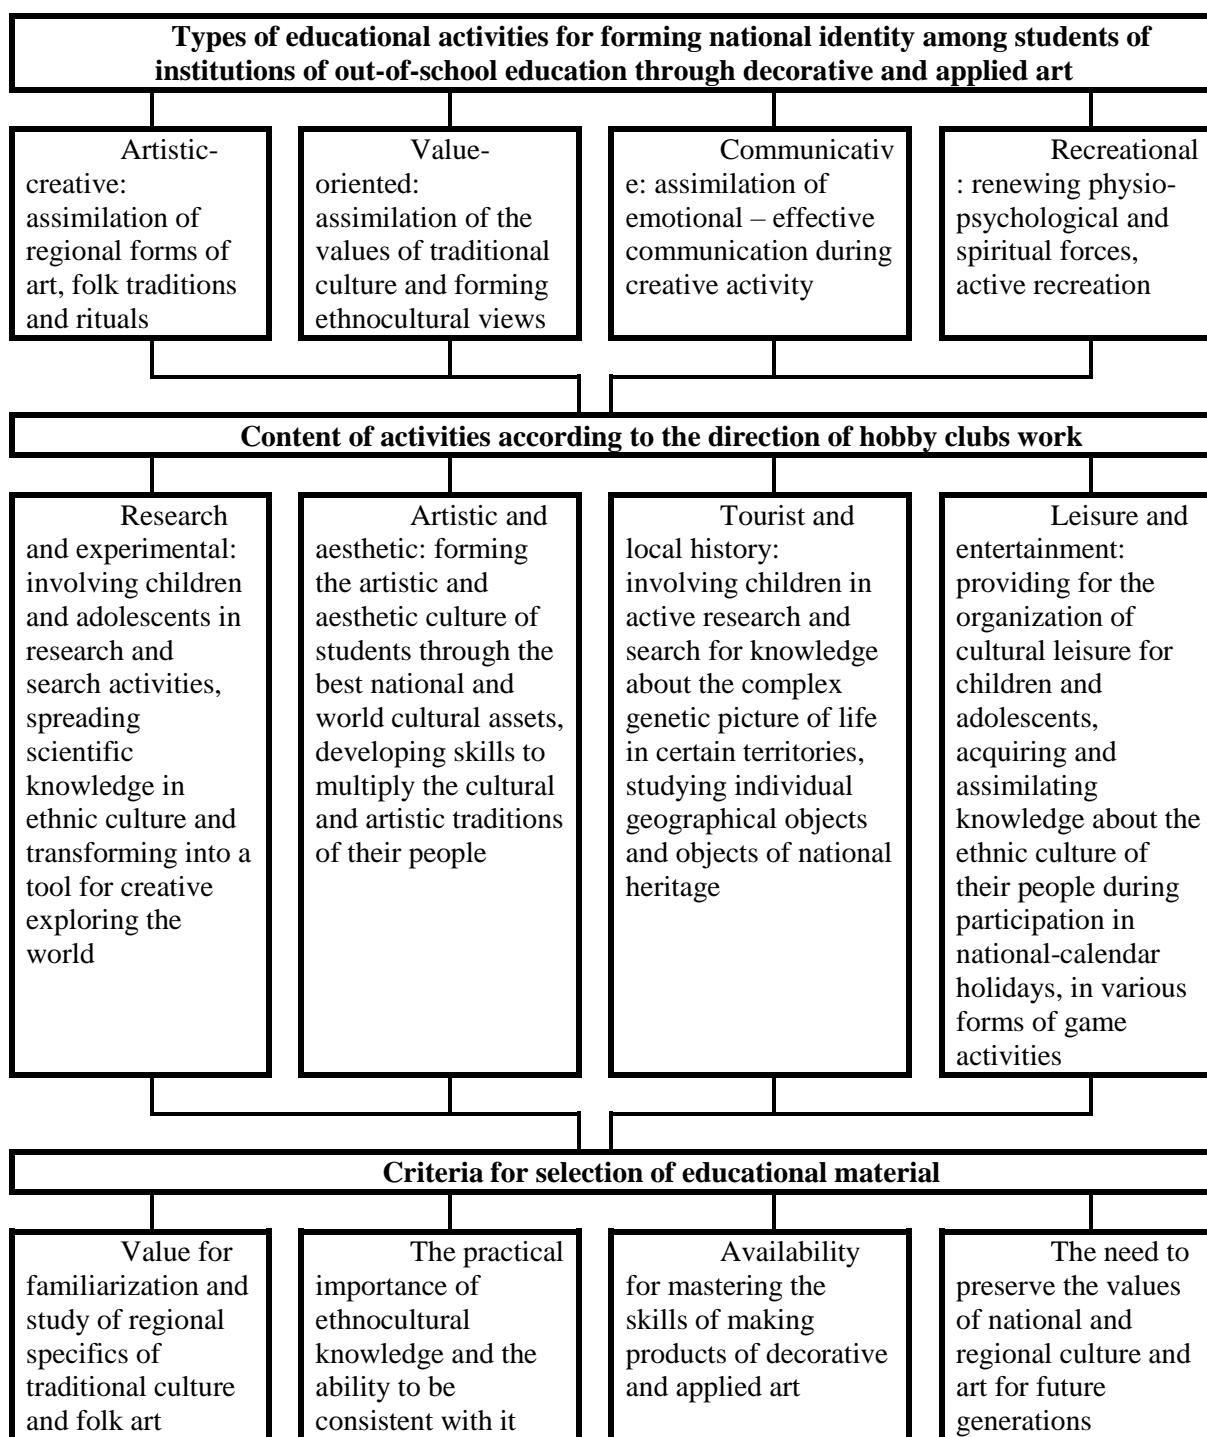 Types of educational activities for forming national identity among students of
institutions of out-of-school education through decorative and applied art
Artistic-
creative:
assimilation of
regional forms of
art, folk traditions
and rituals
Value-
oriented:
assimilation of the
values of traditional
culture and forming
ethnocultural views
Communicativ
e: assimilation of
emotional – effective
communication during
creative activity
Recreational
: renewing physio-
psychological and
spiritual forces,
active recreation
Content of activities according to the direction of hobby clubs work
Research
and experimental:
involving children
and adolescents in
research and
search activities,
spreading
scientific
knowledge in
ethnic culture and
transforming into a
tool for creative
exploring the
world
Artistic and
aesthetic: forming
the artistic and
aesthetic culture of
students through the
best national and
world cultural assets,
developing skills to
multiply the cultural
and artistic traditions
of their people
Tourist and
local history:
involving children in
active research and
search for knowledge
about the complex
genetic picture of life
in certain territories,
studying individual
geographical objects
and objects of national
heritage
Leisure and
entertainment:
providing for the
organization of
cultural leisure for
children and
adolescents,
acquiring and
assimilating
knowledge about the
ethnic culture of
their people during
participation in
national-calendar
holidays, in various
forms of game
activities
Criteria for selection of educational material
Value for
familiarization and
study of regional
specifics of
traditional culture
and folk art
The practical
importance of
ethnocultural
knowledge and the
ability to be
consistent with it
Availability
for mastering the
skills of making
products of decorative
and applied art
The need to
preserve the values
of national and
regional culture and
art for future
generations